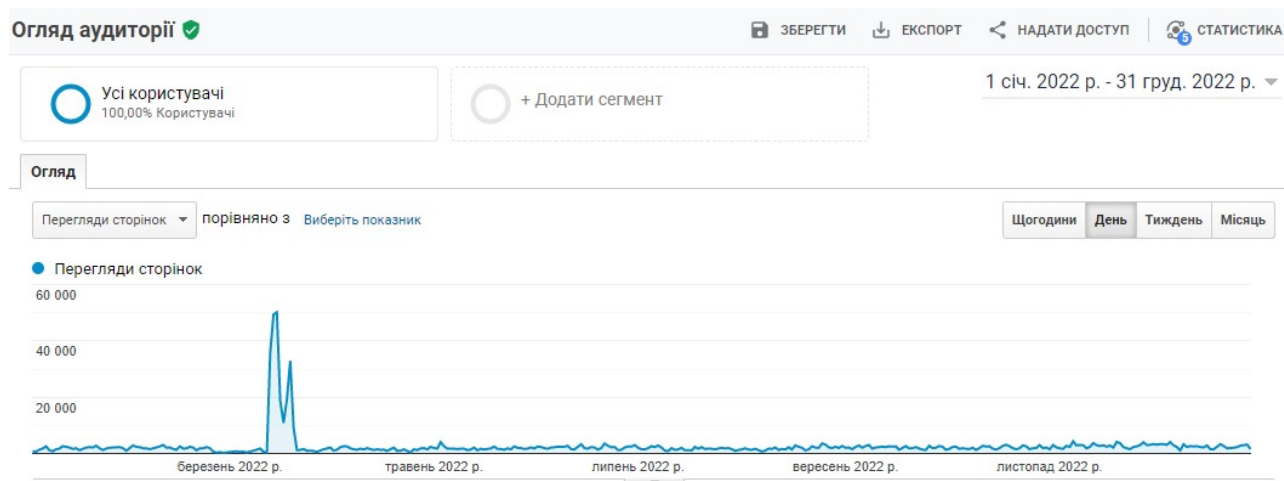 Огляд аудиторії
ЗБЕРЕГТИ ЕКСПОРТ НАДАТИ ДОСТУП 5 СТАТИСТИКА
Усі користувачі
100,00% Користувачі
+ Додати сегмент
1 січ. 2022 р. - 31 груд. 2022 р.
Огляд
Перегляди сторінок порівняно з Виберіть показник
Щогодини День Тиждень Місяць
Перегляди сторінок
60 000
40 000
20 000
березень 2022 р. травень 2022 р. липень 2022 р. вересень 2022 р. листопад 2022 р.